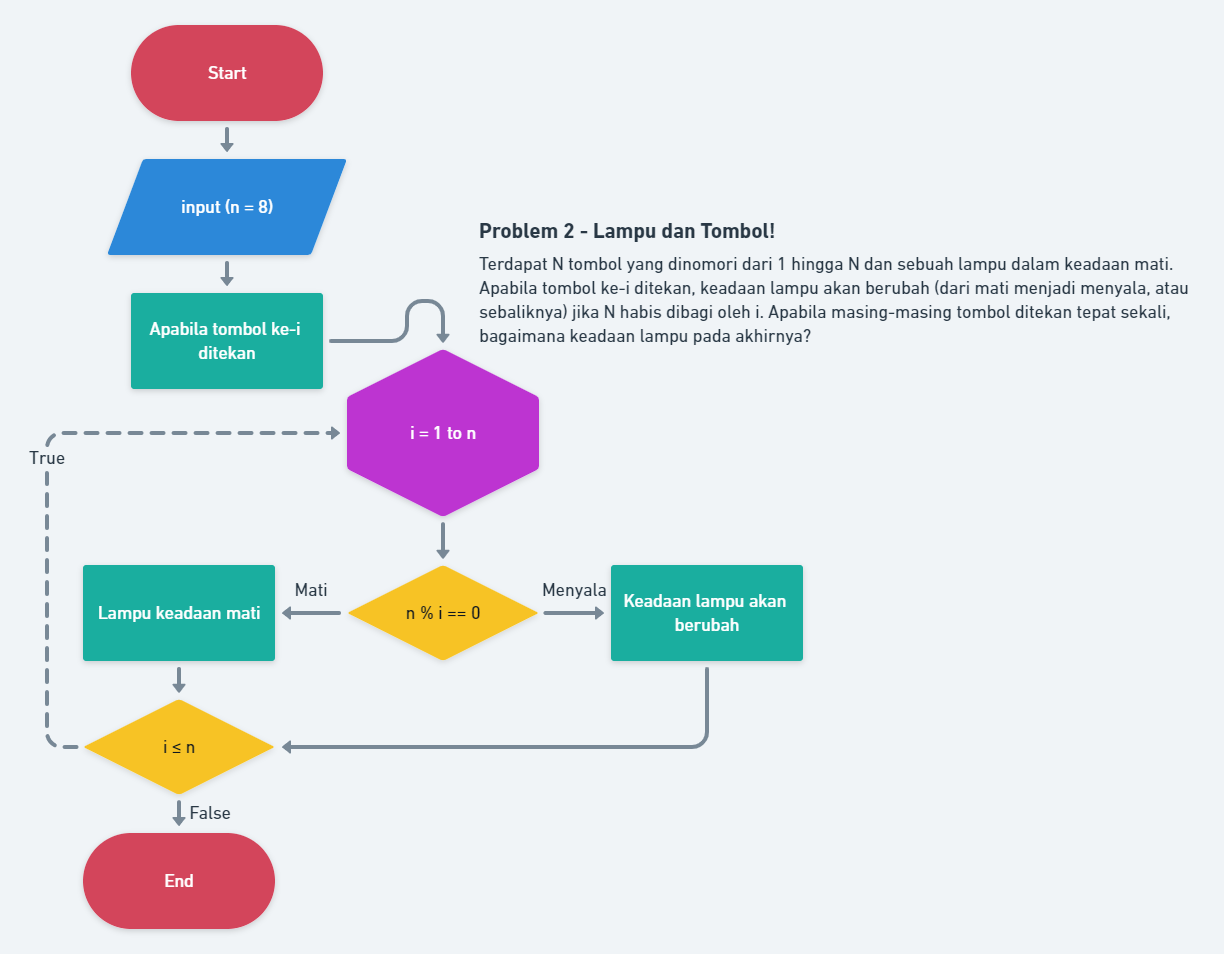 Start
input (n = 8)
Problem 2 - Lampu dan Tombol!
Terdapat N tombol yang dinomori dari 1 hingga N dan sebuah lampu dalam keadaan mati.
Apabila tombol ke-i ditekan, keadaan lampu akan berubah (dari mati menjadi menyala, atau
sebaliknya) jika N habis dibagi oleh i. Apabila masing-masing tombol ditekan tepat sekali,
bagaimana keadaan lampu pada akhirnya?
Apabila tombol ke-i
ditekan
i = 1 to n
True
Mati
Menyala
Lampu keadaan mati
n % i == 0
Keadaan lampu akan
berubah
i ≤ n
False
End